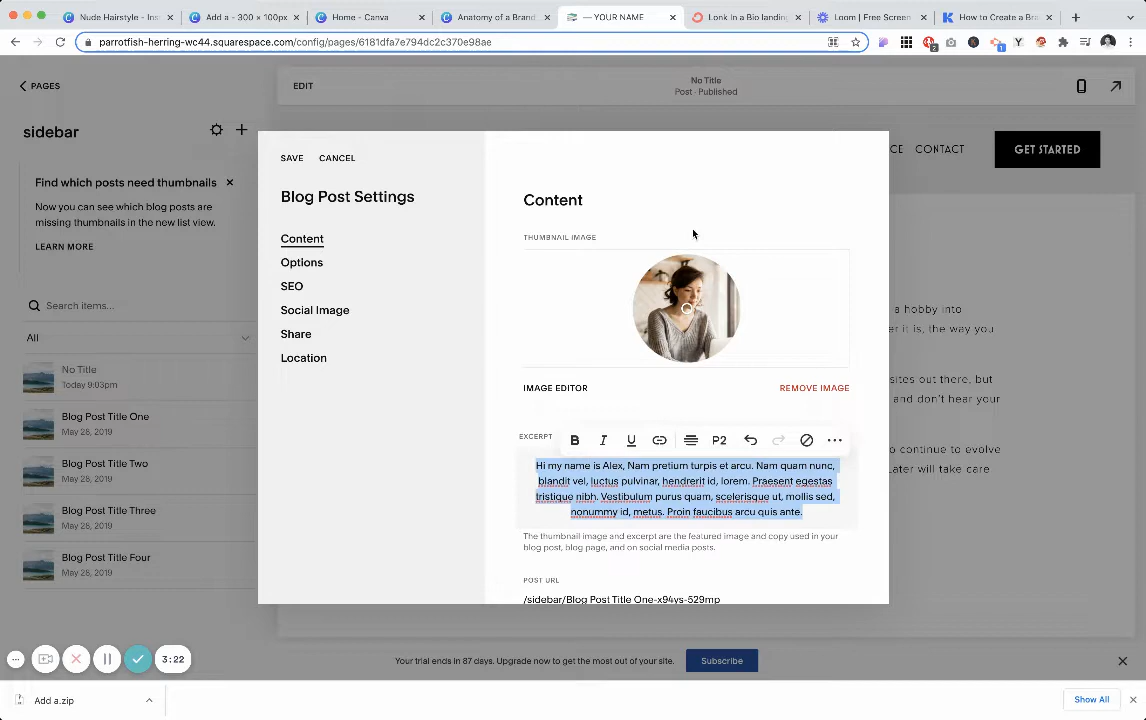 Nude Hairstyle - Inst
Add a - 300 × 100px
Home - Canva
Anatomy of a Brand
— YOUR NAME
Lonk In a Bio landing
Loom | Free Screen
How to Create a Bra
parrotfish-herring-wc44.squarespace.com/config/pages/6181dfa7e794dc2c370e98ae
PAGES
EDIT
No Title
Post · Published
sidebar
Find which posts need thumbnails
Now you can see which blog posts are
missing thumbnails in the new list view.
LEARN MORE
Search items...
All
No Title
Today 9:03pm
Blog Post Title One
May 28, 2019
Blog Post Title Two
May 28, 2019
Blog Post Title Three
May 28, 2019
Blog Post Title Four
May 28, 2019
SAVE CANCEL
Blog Post Settings
Content
Options
SEO
Social Image
Share
Location
Content
THUMBNAIL IMAGE
IMAGE EDITOR
REMOVE IMAGE
EXCERPT
B I U P2
Hi my name is Alex, Nam pretium turpis et arcu. Nam quam nunc,
blandit vel, luctus pulvinar, hendrerit id, lorem. Praesent egestas
tristique nibh. Vestibulum purus quam, scelerisque ut, mollis sed,
nonummy id, metus. Proin faucibus arcu quis ante.
The thumbnail image and excerpt are the featured image and copy used in your
blog post, blog page, and on social media posts.
POST URL
/sidebar/Blog Post Title One-x94ys-529mp
CE CONTACT
GET STARTED
a hobby into
er it is, the way you
sites out there, but
and don't hear your
to continue to evolve
Later will take care
3:22
Your trial ends in 87 days. Upgrade now to get the most out of your site.
Subscribe
Add a.zip
Show All